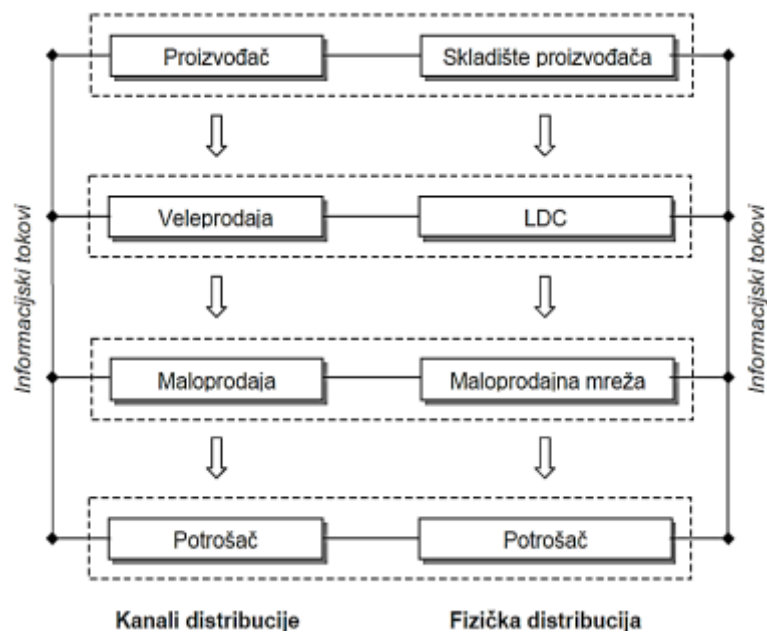 Proizvođač
Skladište proizvođača
Veleprodaja
LDC
Informacijski tokovi
Informacijski tokovi
Maloprodaja
Maloprodajna mreža
Potrošač
Potrošač
Kanali distribucije
Fizička distribucija